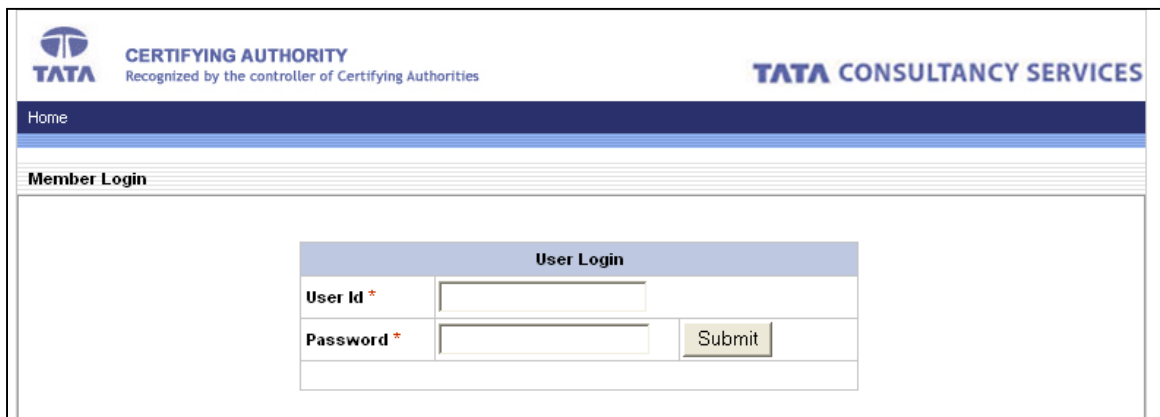 CERTIFYING AUTHORITY
TATA
Recognized by the controller of Certifying Authorities
TATA CONSULTANCY SERVICES
Home
Member Login
User Login
User Id *
Password *
Submit